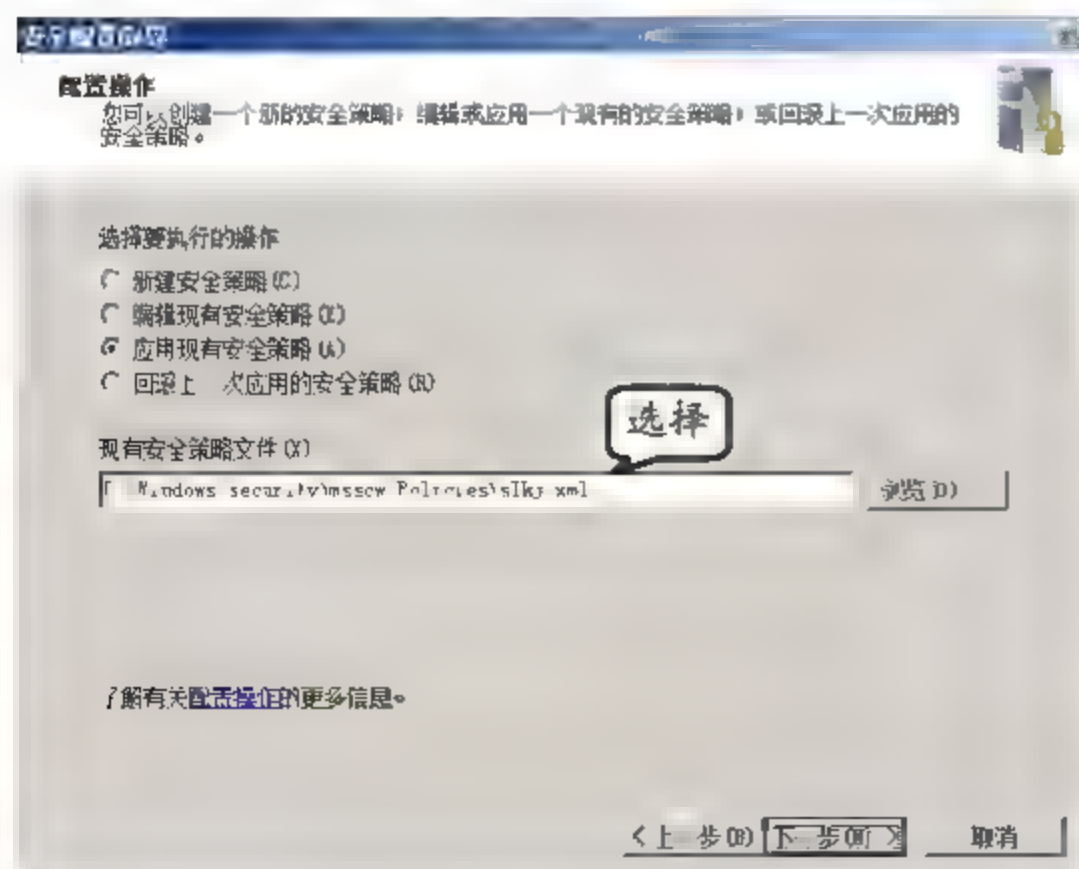 安全配置向导
配置操作
您可以创建一个新的安全策略；编辑或应用一个现有的安全策略；或回滚上一次应用的
安全策略。
选择要执行的操作
新建安全策略(C)
编辑现有安全策略(E)
应用现有安全策略(A)
回滚上一次应用的安全策略(R)
选择
现有安全策略文件(X)
Windows security\msscw Policies\ xml
浏览
了解有关配置操作的更多信息。
<上一步(B) 下一步(N) > 取消